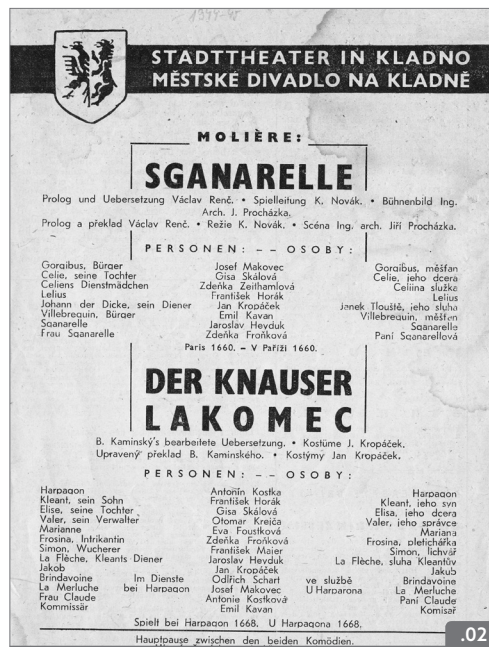 1944-45
STADTTHEATER IN KLADNO
MĚSTSKÉ DIVADLO NA KLADNĚ
MOLIÈRE:
SGANARELLE
Prolog und Uebersetzung Václav Renč. • Spielleitung K. Novák. • Bühnenbild Ing.
Arch. J. Procházka.
Prolog a překlad Václav Renč. • Režie K. Novák. • Scéna Ing. arch. Jiří Procházka.
PERSONEN: -- OSOBY:
Gorgibus, Bürger Josef Makovec Gorgibus, měšťan
Celie, seine Tochter Gisa Skálová Celie, jeho dcera
Celiens Dienstmädchen Zdeňka Zeithamlová Celiina služka
Lelius František Horák Lelius
Johann der Dicke, sein Diener Jan Kropáček Janek Tlouště, jeho sluha
Villebrequin, Bürger Emil Kavan Villebrequin, měšťan
Sganarelle Jaroslav Hevduk Sganarelle
Frau Sganarelle Zdeňka Froňková Paní Sganarellová
Paris 1660. – V Paříži 1660.
DER KNAUSER
LAKOMEC
B. Kaminský's bearbeitete Uebersetzung. • Kostüme J. Kropáček.
Upravený překlad B. Kaminského. • Kostýmy Jan Kropáček.
PERSONEN: -- OSOBY:
Harpagon Antonín Kostka Harpagon
Kleant, sein Sohn František Horák Kleant, jeho syn
Elise, seine Tochter Gisa Skálová Elisa, jeho dcera
Valer, sein Verwalter Otomar Krejča Valer, jeho správce
Marianne Eva Foustková Mariana
Frosina, Intrikantin Zdeňka Froňková Frosina, pletichářka
Simon, Wucherer František Maier Simon, lichvář
La Flèche, Kleants Diener Jaroslav Hevduk La Flèche, sluha Kleantův
Jakob Jan Kropáček Jakub
Brindavoine Im Dienste Oldřich Schart ve službě Brindavoine
La Merluche bei Harpagon Josef Makovec U Harparona La Merluche
Frau Claude Antonie Kostková Paní Claude
Kommissär Emil Kavan Komisař
Spielt bei Harpagon 1668. U Harpagona 1668.
Hauptpause zwischen den beiden Komödien.
.02